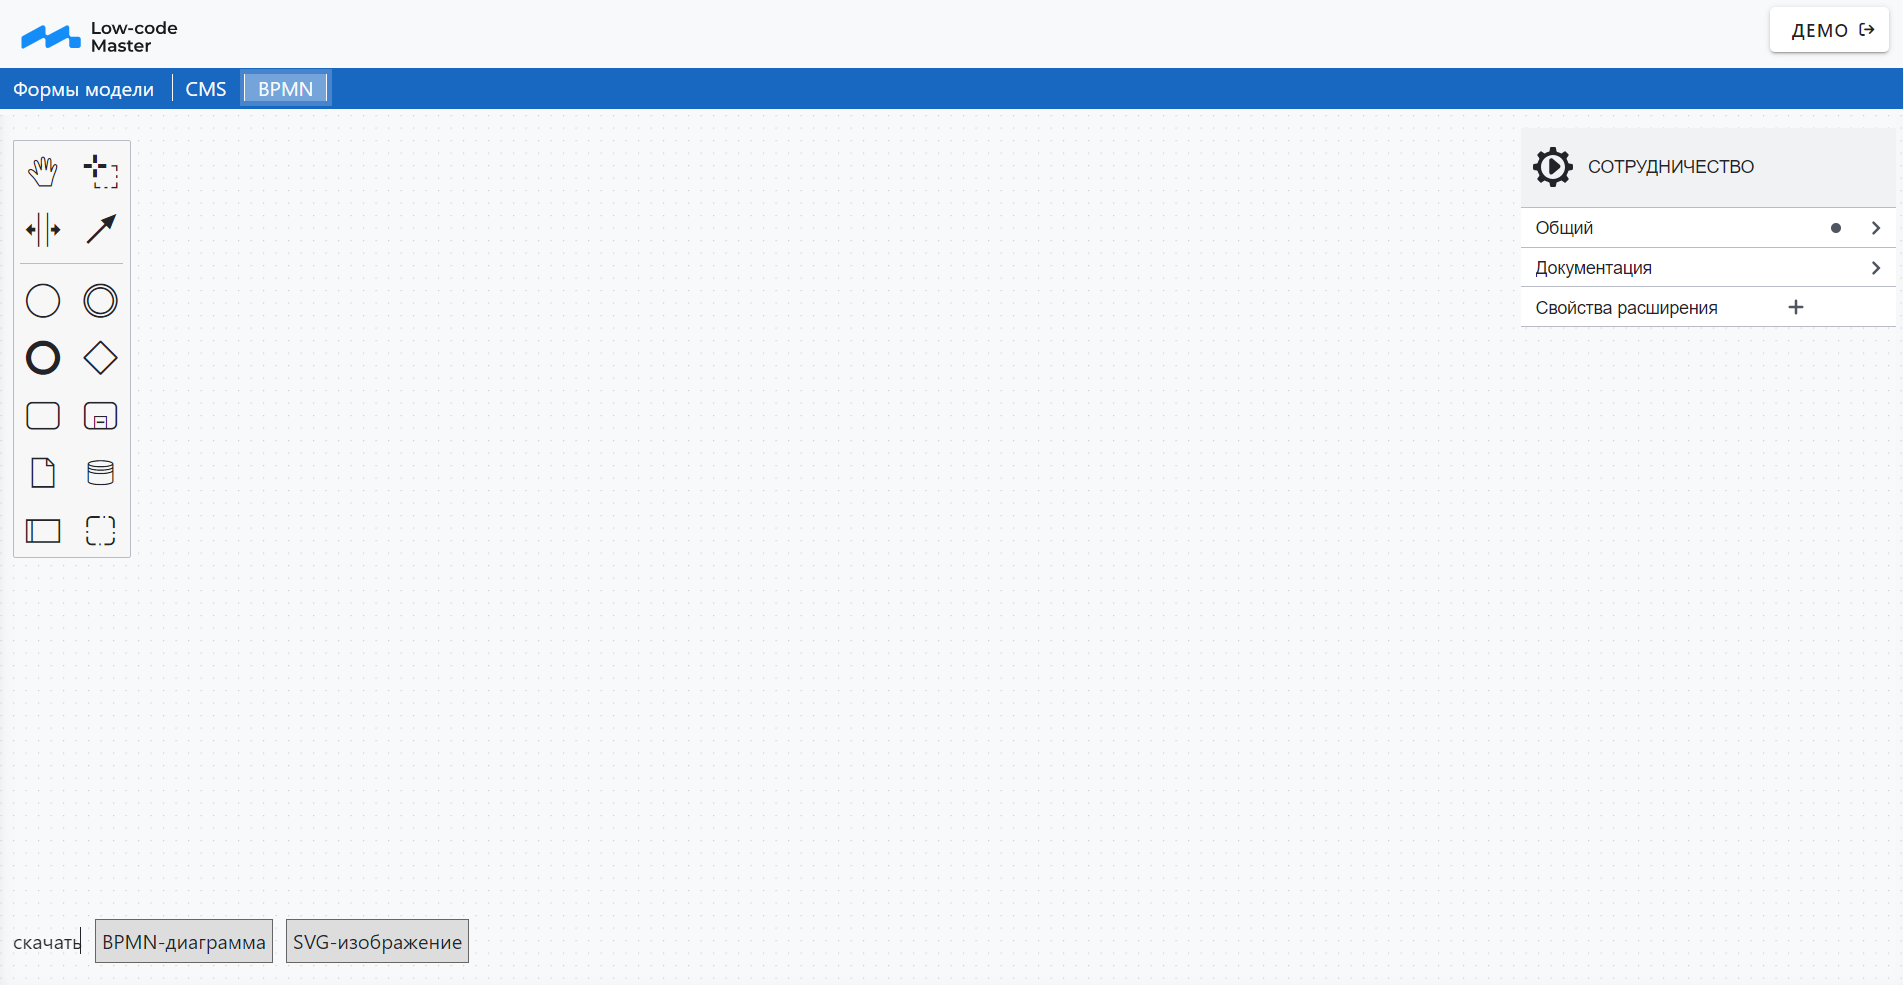 Low-code
Master
ДЕМО
Формы модели
CMS
BPMN
СОТРУДНИЧЕСТВО
Общий
Документация
Свойства расширения
скачать
BPMN-диаграмма
SVG-изображение